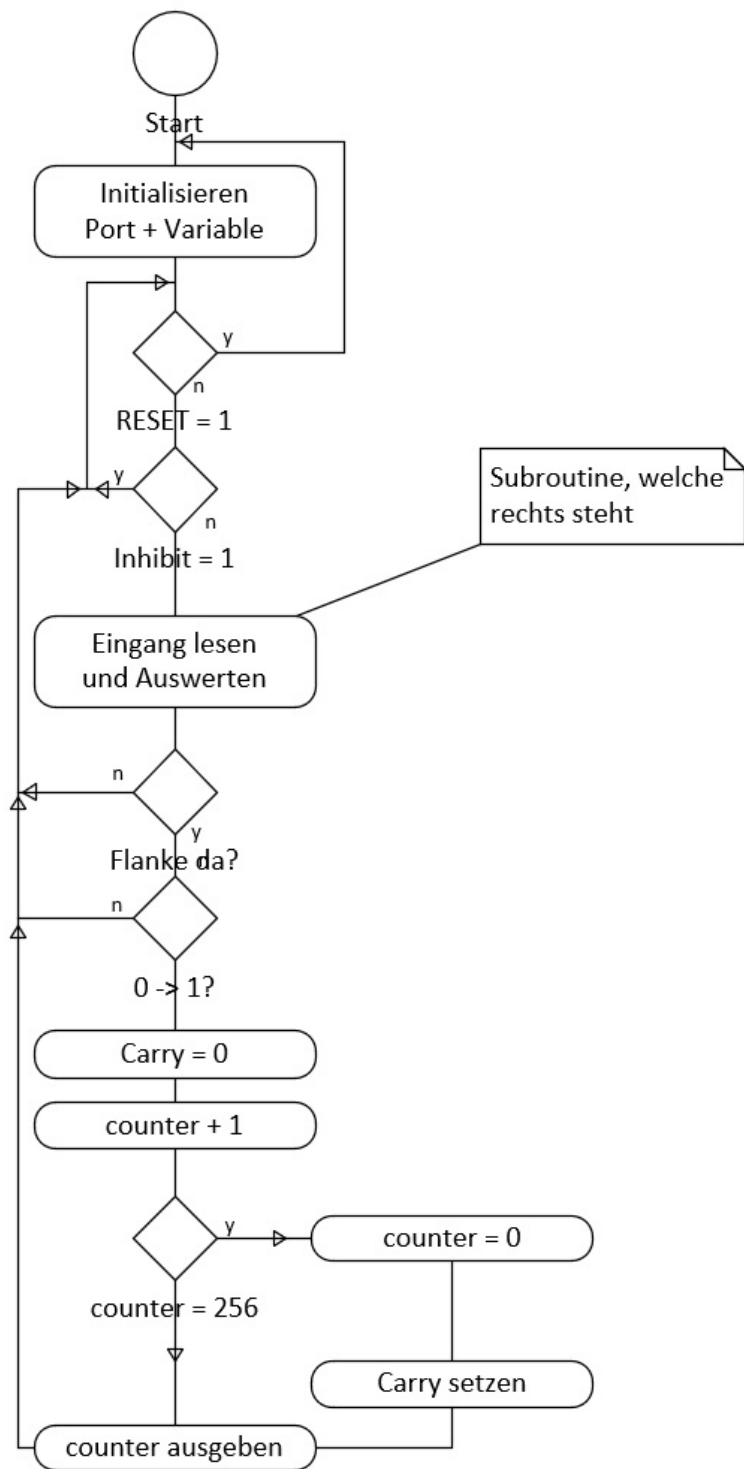 Start
Initialisieren
Port + Variable
y
n
RESET = 1
y
n
Inhibit = 1
Subroutine, welche
rechts steht
Eingang lesen
und Auswerten
n
y
Flanke da?
n
0 -> 1?
Carry = 0
counter + 1
y
counter = 0
counter = 256
Carry setzen
counter ausgeben